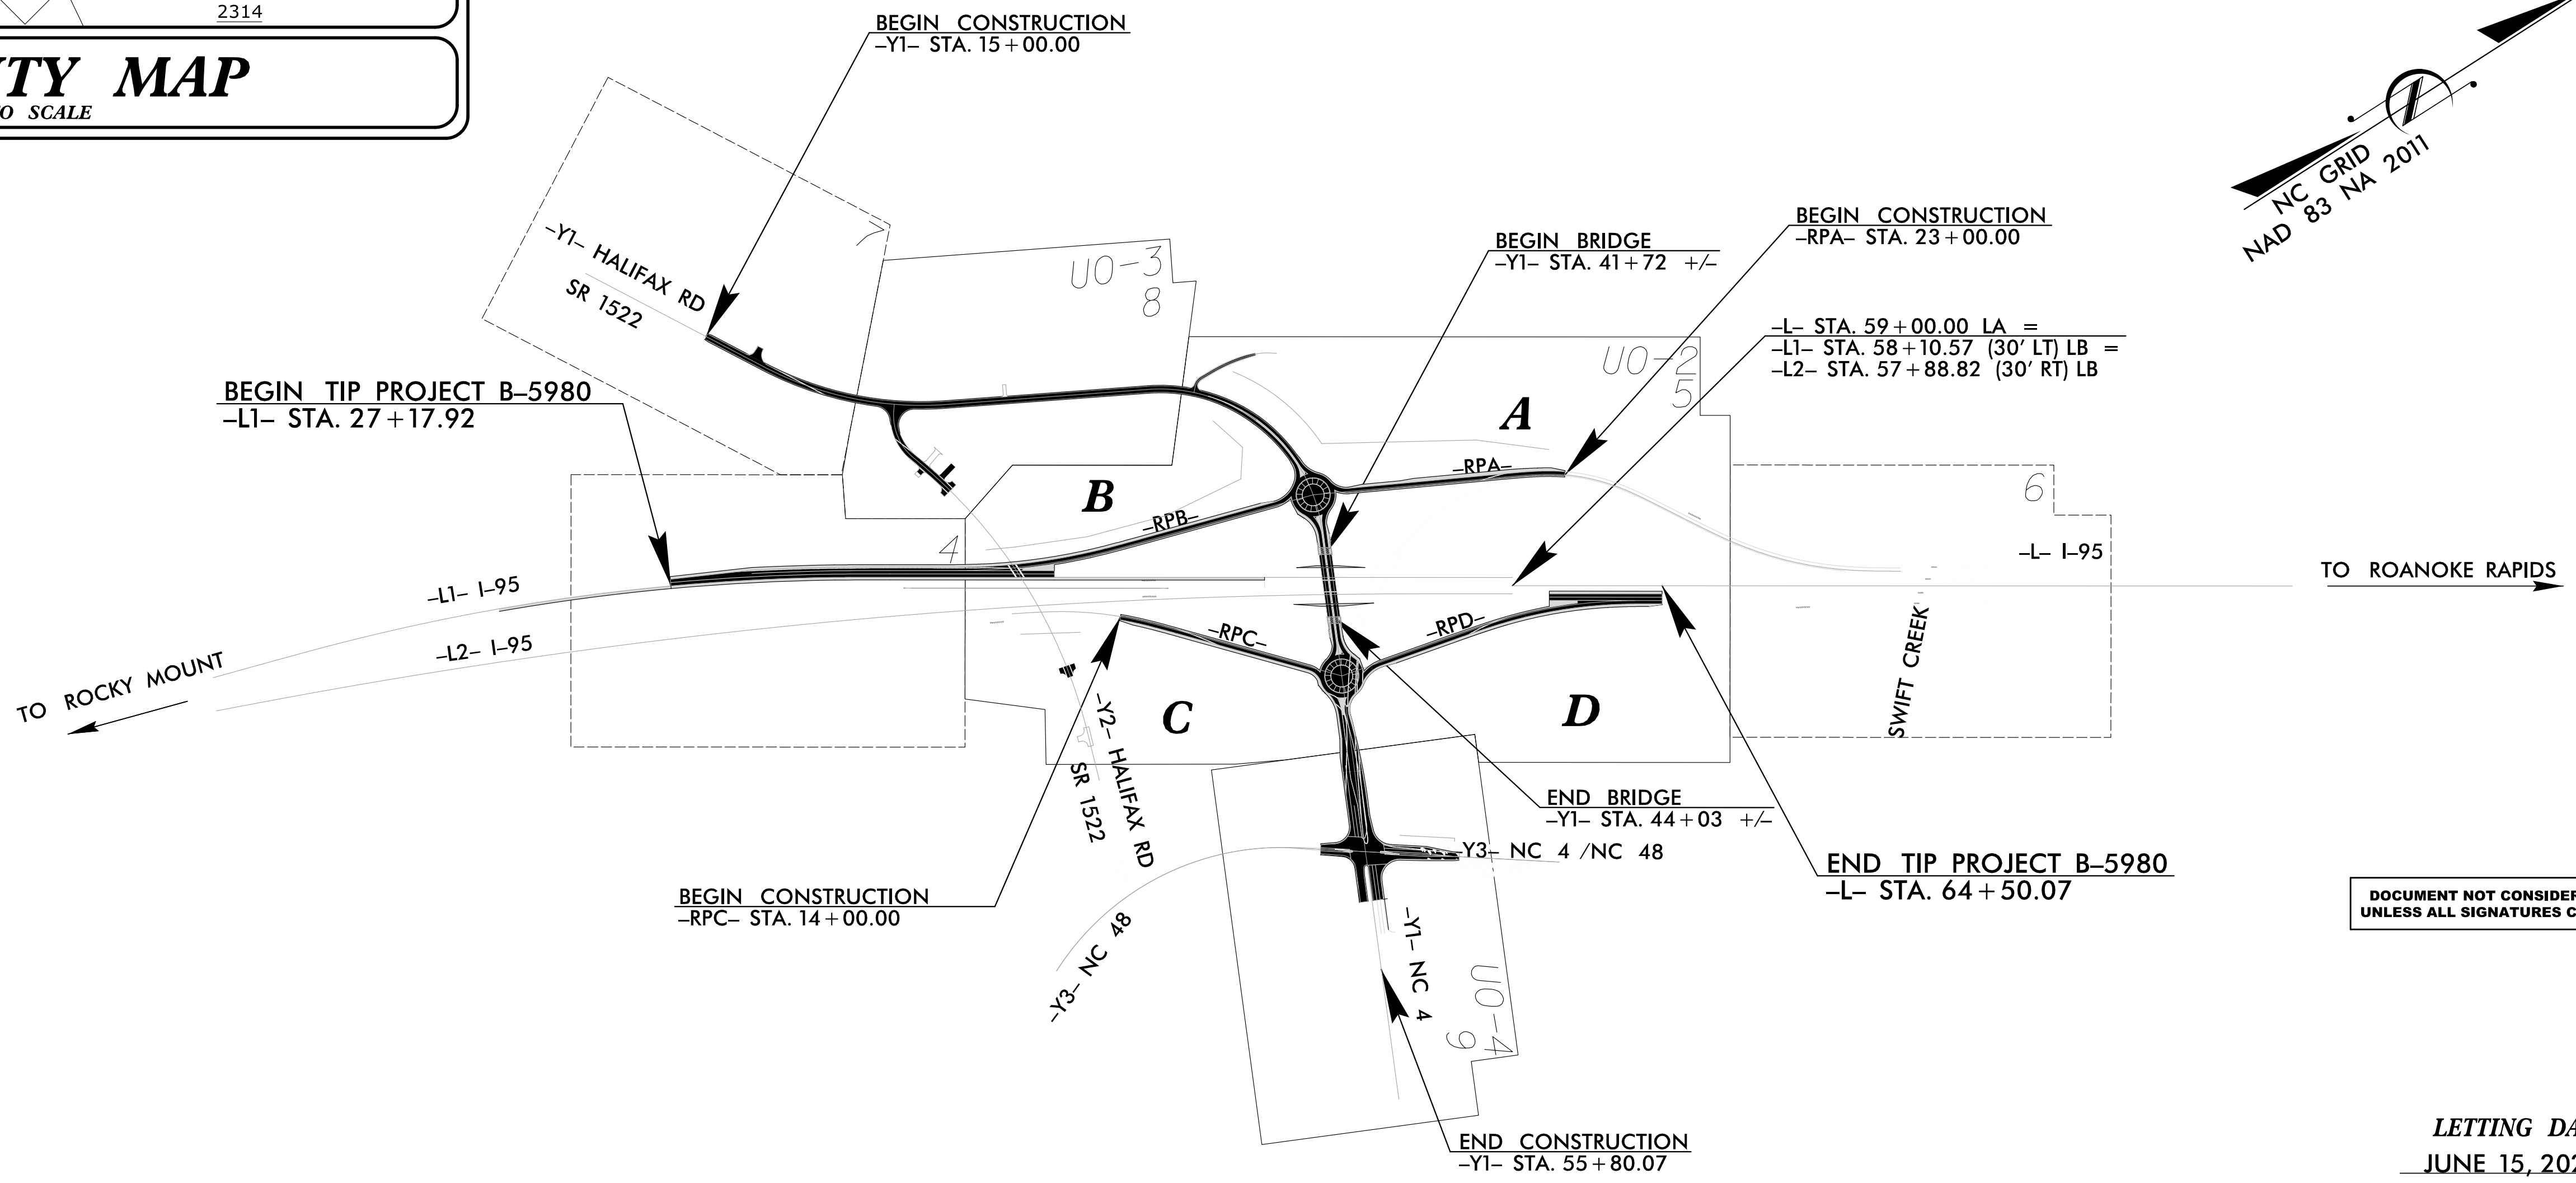 2314
MAP
SCALE
BEGIN CONSTRUCTION
–Y1– STA. 15+00.00
NC GRID
NAD 83 NA 2011
BEGIN CONSTRUCTION
–RPA– STA. 23+00.00
BEGIN BRIDGE
–Y1– STA. 41+72 +/–
–L– STA. 59+00.00 LA =
–L1– STA. 58+10.57 (30' LT) LB =
–L2– STA. 57+88.82 (30' RT) LB
–Y1– HALIFAX RD
SR 1522
7
UO-3
8
UO-2
5
BEGIN TIP PROJECT B–5980
–L1– STA. 27+17.92
A
B
–RPA–
–RPB–
4
6
–L– I–95
TO ROANOKE RAPIDS
–L1– I–95
–L2– I–95
TO ROCKY MOUNT
–RPC–
–RPD–
SWIFT CREEK
C
D
–Y2– HALIFAX RD
SR 1522
END BRIDGE
–Y1– STA. 44+03 +/–
–Y3– NC 4 /NC 48
END TIP PROJECT B–5980
–L– STA. 64+50.07
BEGIN CONSTRUCTION
–RPC– STA. 14+00.00
DOCUMENT NOT
UNLESS ALL SIGNATURES
–Y3– NC 48
–Y1– NC 4
UO-4
9
LETTING
JUNE 15,
END CONSTRUCTION
–Y1– STA. 55+80.07